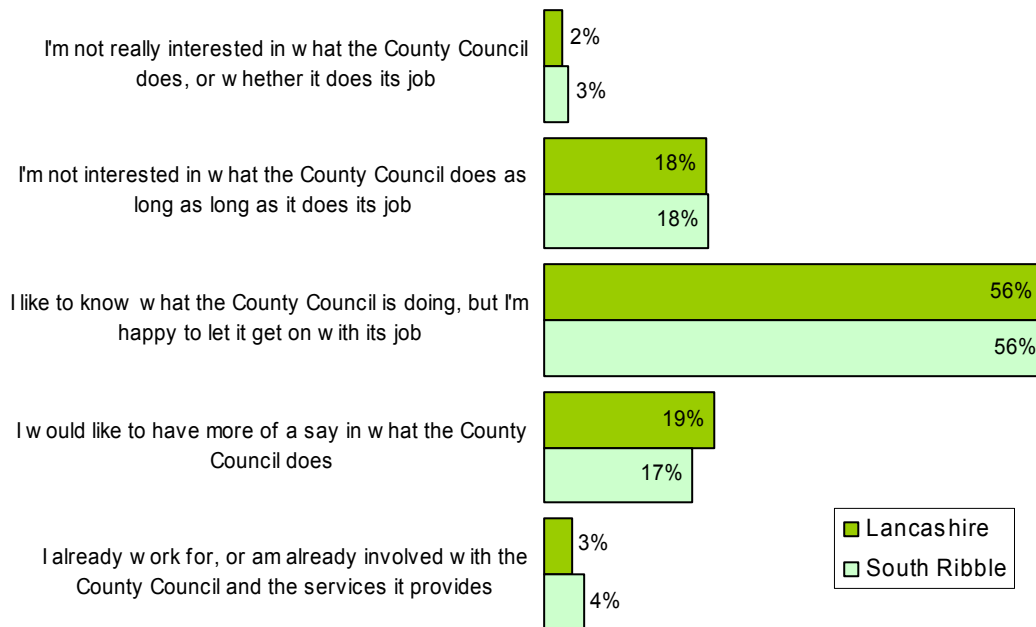 I'm not really interested in w hat the County Council
does, or w hether it does its job
2%
3%
I'm not interested in w hat the County Council does as
long as long as it does its job
18%
18%
I like to know w hat the County Council is doing, but I'm
happy to let it get on w ith its job
56%
56%
I w ould like to have more of a say in w hat the County
Council does
19%
17%
I already w ork for, or am already involved w ith the
County Council and the services it provides
3%
4%
Lancashire
South Ribble